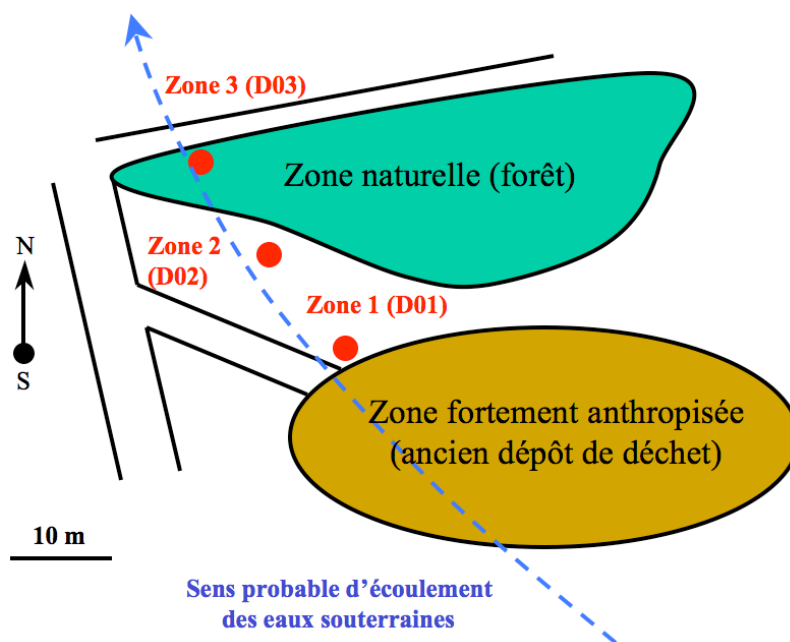 Zone 3 (D03)
Zone naturelle (forêt)
Zone 2
(D02)
N
S
Zone 1 (D01)
Zone fortement anthropisée
(ancien dépôt de déchet)
10 m
Sens probable d’écoulement
des eaux souterraines